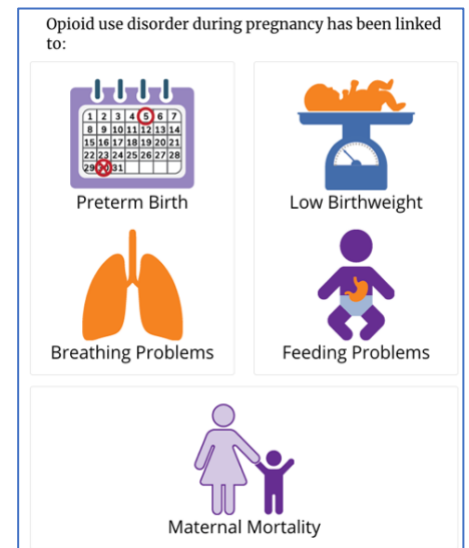 Opioid use disorder during pregnancy has been linked
to:
1 2 3 4 5 6 7
8 9 10 11 12 13 14
15 16 17 18 19 20 21
22 23 24 25 26 27 28
29 30 31
Preterm Birth
Low Birthweight
Breathing Problems
Feeding Problems
Maternal Mortality